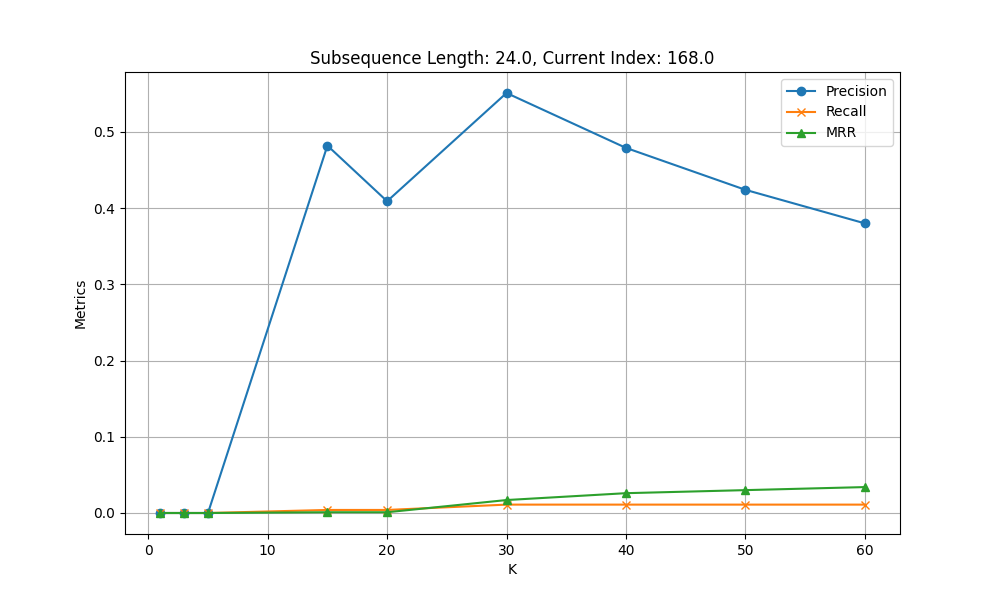 Subsequence Length: 24.0, Current Index: 168.0
Precision
Recall
MRR
0.5
0.4
0.3
0.2
0.1
0.0
Metrics
0 10 20 30 40 50 60
K